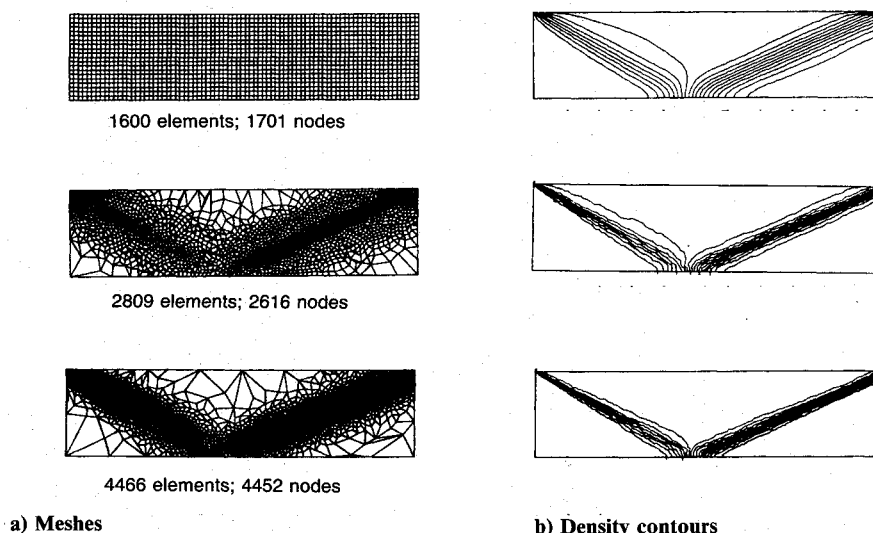 1600 elements; 1701 nodes
2809 elements; 2616 nodes
4466 elements; 4452 nodes
a) Meshes
b) Density contours